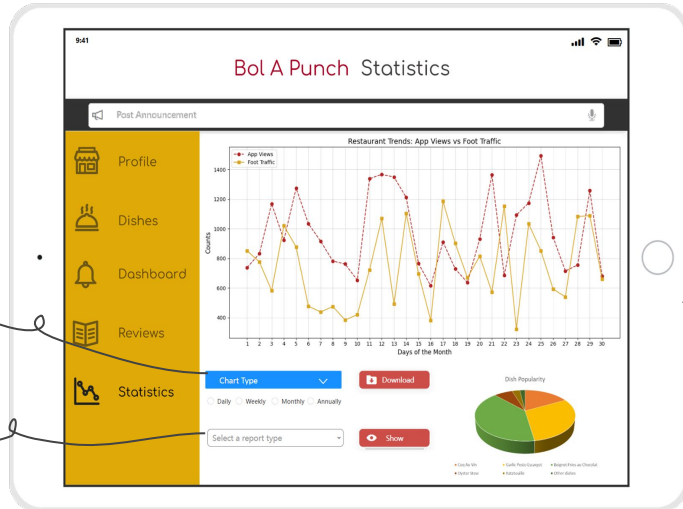 9:41
Bol A Punch Statistics
Post Announcement
Profile
Dishes
Dashboard
Reviews
Statistics
Restaurant Trends: App Views vs Foot Traffic
App Views
Foot Traffic
Counts
1400
1200
1000
800
600
400
1 2 3 4 5 6 7 8 9 10 11 12 13 14 15 16 17 18 19 20 21 22 23 24 25 26 27 28 29 30
Days of the Month
Chart Type
Download
Daily Weekly Monthly Annually
Select a report type
Show
Dish Popularity
Garlic
Other dishes